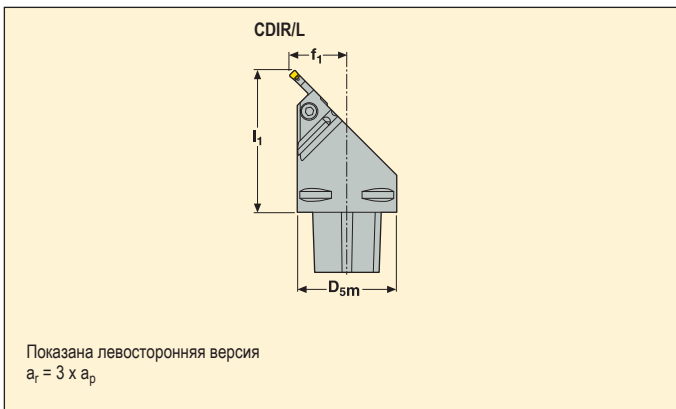 CDIR/L
f₁
l₁
D₅ₘ
Показана левосторонняя версия
aᵣ = 3 x aₚ